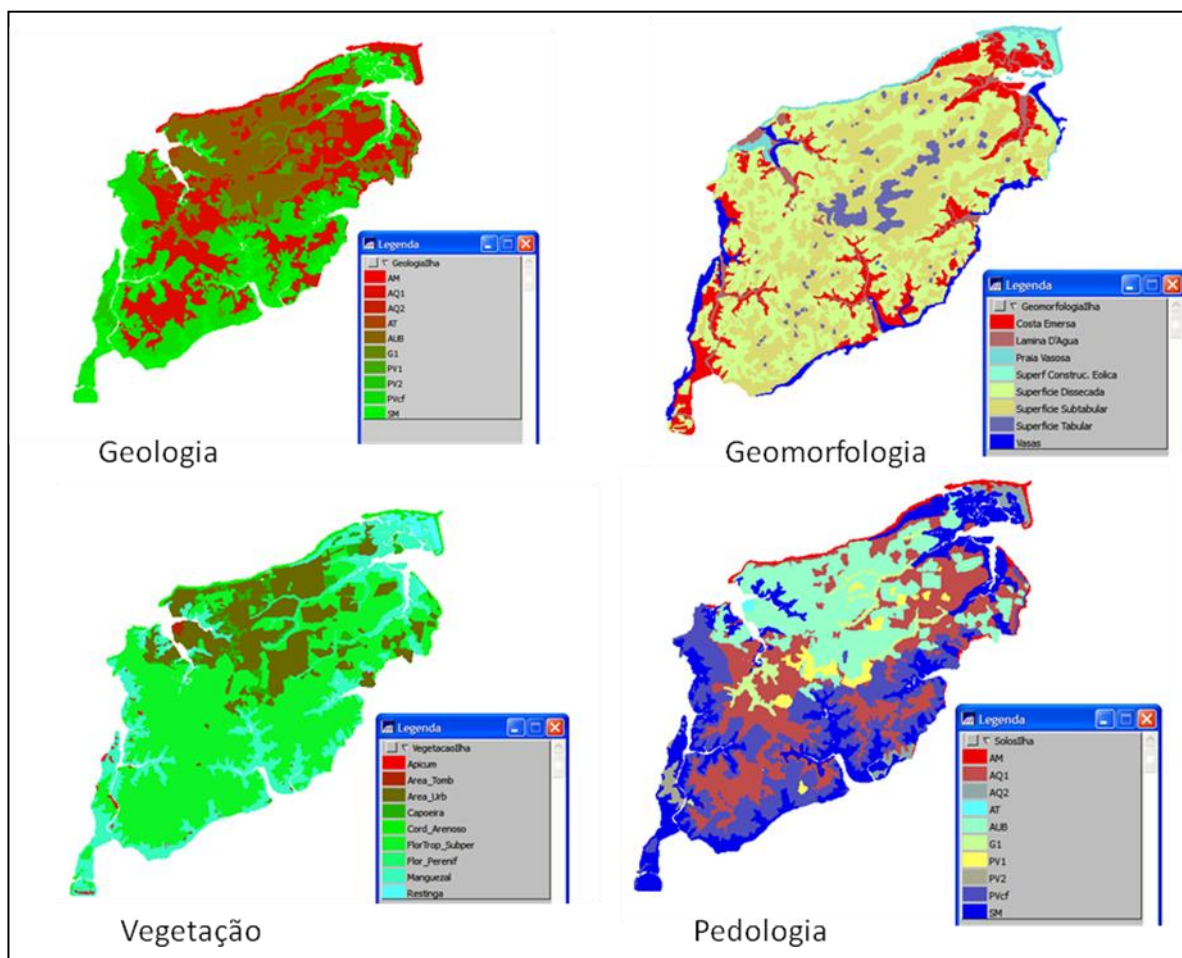 Legenda
GeologiaIlha
AM
AQ1
AQ2
AT
AUB
G1
PV1
PV2
PVcf
SM
Geologia
Legenda
GeomorfologiaIlha
Costa Emersa
Lamina D'Agua
Praia Vasosa
Superf Construc. Eolica
Superficie Dissecada
Superficie Subtabular
Superficie Tabular
Vasas
Geomorfologia
Legenda
VegetacaoIlha
Apicum
Area_Tomb
Area_Urb
Capoeira
Cord_Arenoso
FlorTrop_Subper
Flor_Perenif
Manguezal
Restinga
Vegetação
Legenda
SolosIlha
AM
AQ1
AQ2
AT
AUB
G1
PV1
PV2
PVcf
SM
Pedologia